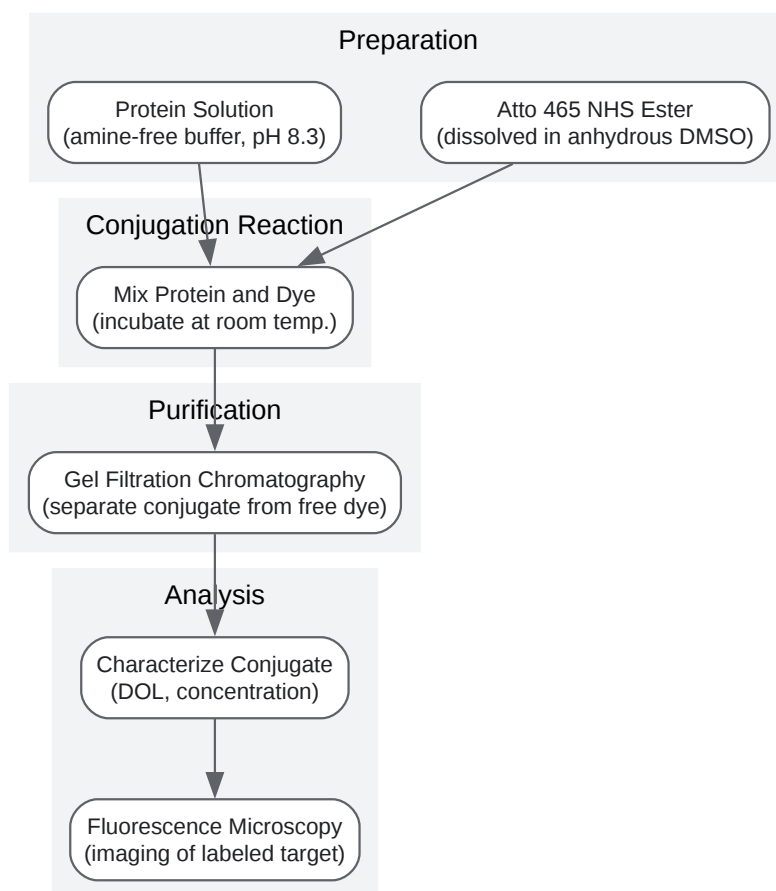 Preparation
Protein Solution
(amine-free buffer, pH 8.3)
Atto 465 NHS Ester
(dissolved in anhydrous DMSO)
Conjugation Reaction
Mix Protein and Dye
(incubate at room temp.)
Purification
Gel Filtration Chromatography
(separate conjugate from free dye)
Analysis
Characterize Conjugate
(DOL, concentration)
Fluorescence Microscopy
(imaging of labeled target)